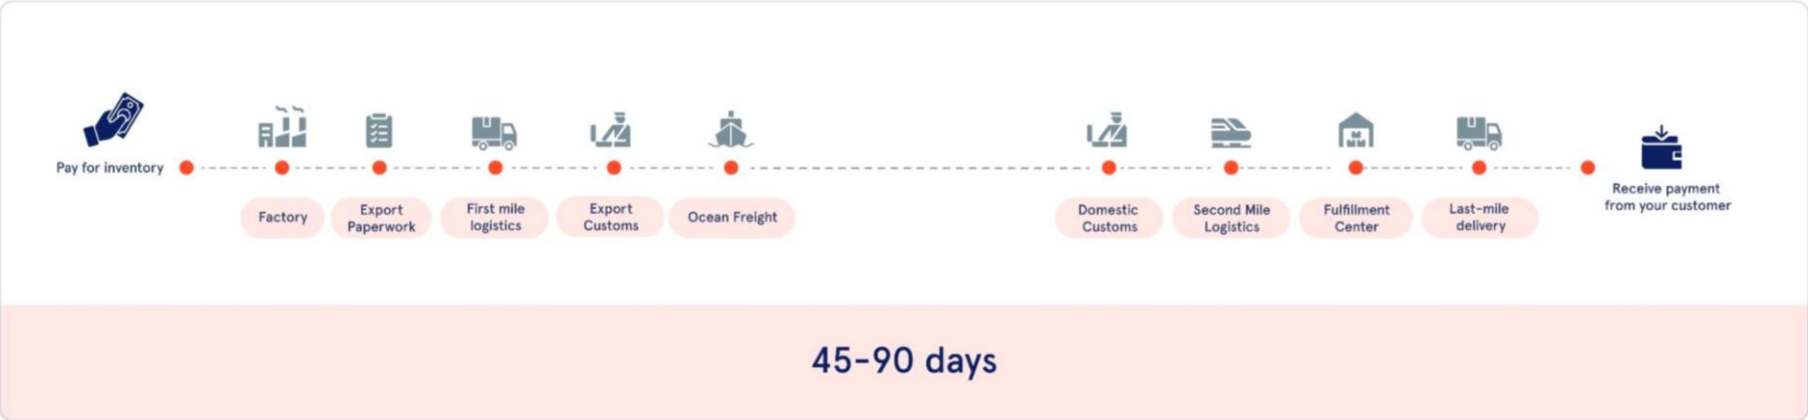 Pay for inventory
Factory
Export
Paperwork
First mile
logistics
Export
Customs
Ocean Freight
Domestic
Customs
Second Mile
Logistics
Fulfillment
Center
Last-mile
delivery
Receive payment
from your customer
45-90 days